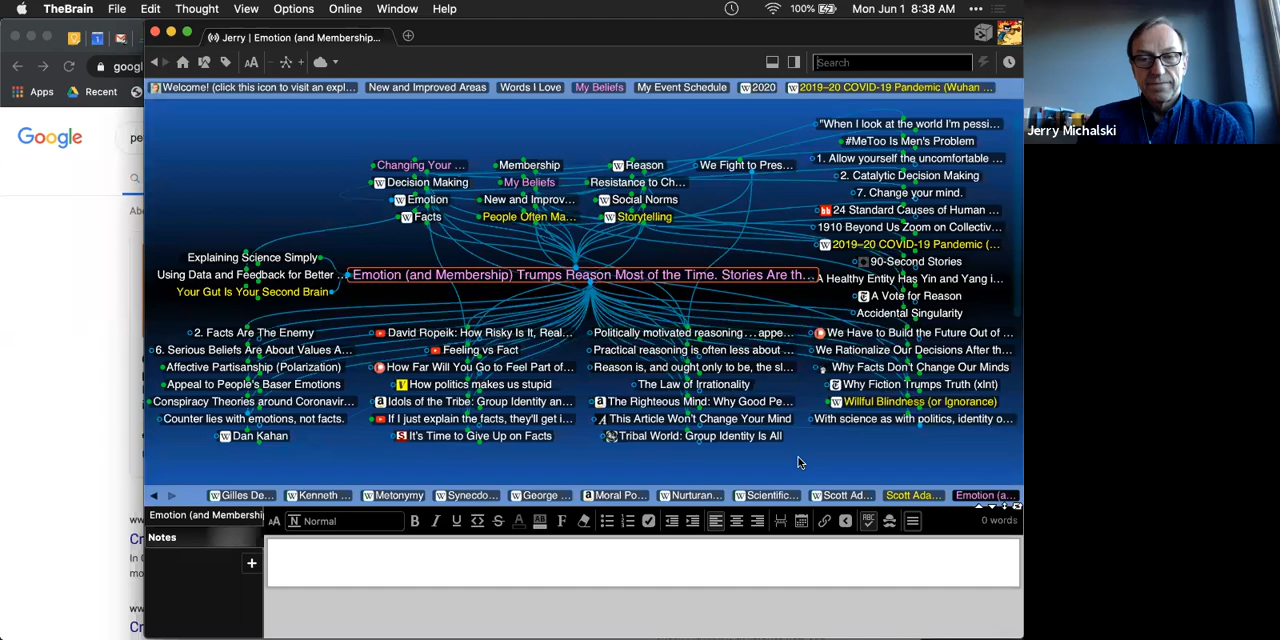 TheBrain File Edit Thought View Options Online Window Help 100% Mon Jun 1 8:38 AM
Jerry | Emotion (and Membership...
Search
Apps Recent
Welcome! (click this icon to visit an expl... New and Improved Areas Words I Love My Beliefs My Event Schedule 2020 2019–20 COVID-19 Pandemic (Wuhan ...
Google
Jerry Michalski
Changing Your ... Membership Reason We Fight to Pres...
Decision Making My Beliefs Resistance to Ch...
Emotion New and Improv... Social Norms
Facts People Often Ma... Storytelling
"When I look at the world I'm pessi...
#MeToo Is Men's Problem
1. Allow yourself the uncomfortable ...
2. Catalytic Decision Making
7. Change your mind.
24 Standard Causes of Human ...
1910 Beyond Us Zoom on Collectiv...
2019–20 COVID-19 Pandemic (...
90-Second Stories
A Healthy Entity Has Yin and Yang i...
A Vote for Reason
Accidental Singularity
Explaining Science Simply
Using Data and Feedback for Better ...
Your Gut Is Your Second Brain
Emotion (and Membership) Trumps Reason Most of the Time. Stories Are th...
2. Facts Are The Enemy
6. Serious Beliefs Are About Values A...
Affective Partisanship (Polarization)
Appeal to People's Baser Emotions
Conspiracy Theories around Coronavir...
Counter lies with emotions, not facts.
Dan Kahan
David Ropeik: How Risky Is It, Real...
Feeling vs Fact
How Far Will You Go to Feel Part of...
How politics makes us stupid
Idols of the Tribe: Group Identity an...
If I just explain the facts, they'll get i...
It's Time to Give Up on Facts
Politically motivated reasoning . . . appe...
Practical reasoning is often less about ...
Reason is, and ought only to be, the sl...
The Law of Irrationality
The Righteous Mind: Why Good Pe...
This Article Won't Change Your Mind
Tribal World: Group Identity Is All
We Have to Build the Future Out of ...
We Rationalize Our Decisions After th...
Why Facts Don't Change Our Minds
Why Fiction Trumps Truth (xInt)
Willful Blindness (or Ignorance)
With science as with politics, identity o...
Gilles De... Kenneth ... Metonymy Synecdo... George ... Moral Po... Nurturan... Scientific... Scott Ad... Scott Ada... Emotion (a...
Emotion (and Membershi
Normal
0 words
Notes